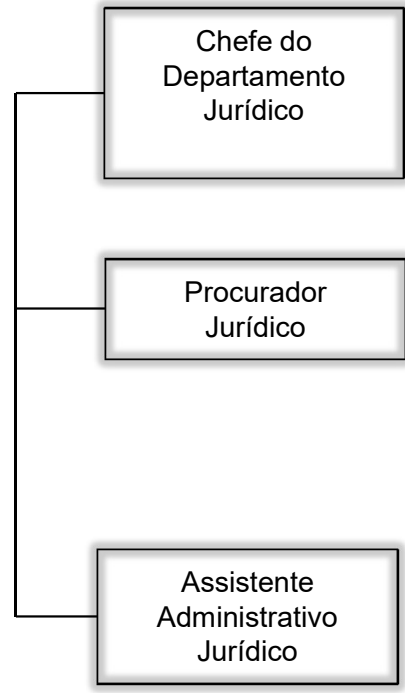 Chefe do
Departamento
Jurídico
Procurador
Jurídico
Assistente
Administrativo
Jurídico